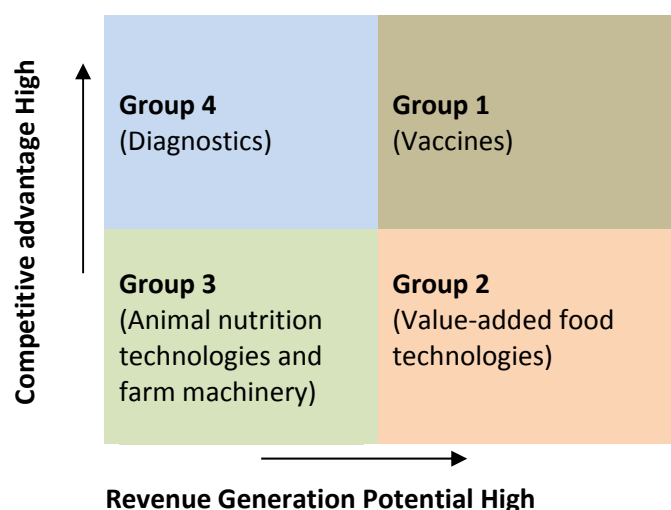 Competitive advantage High
Group 4
(Diagnostics)
Group 1
(Vaccines)
Group 3
(Animal nutrition
technologies and
farm machinery)
Group 2
(Value-added food
technologies)
Revenue Generation Potential High